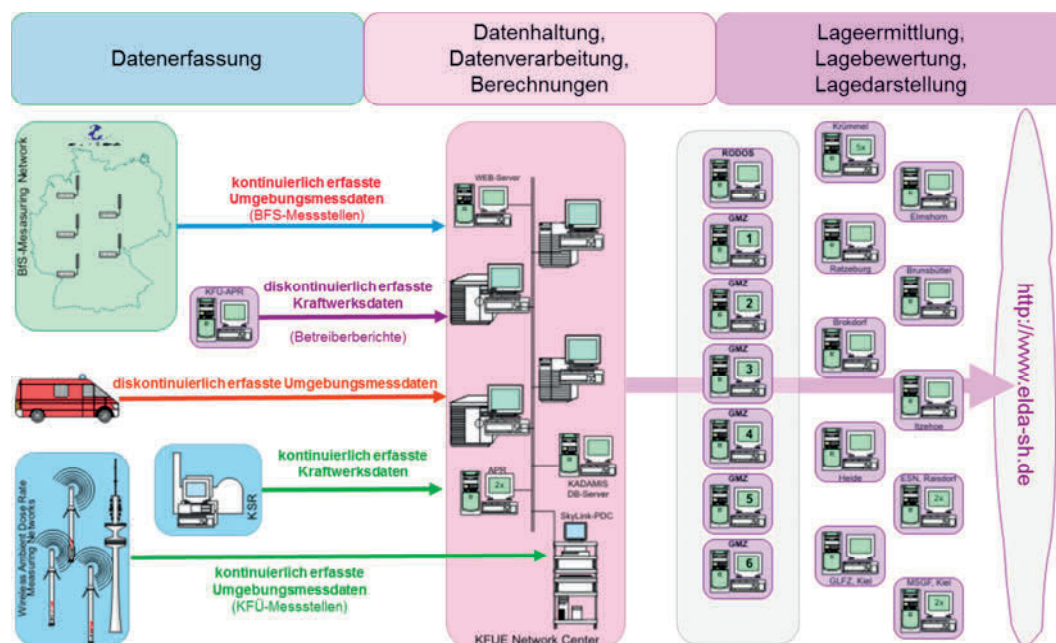 Datenerfassung
Datenhaltung,
Datenverarbeitung,
Berechnungen
Lageermittlung,
Lagebewertung,
Lagedarstellung
BfS-Mesauring Network
kontinuierlich erfasste
Umgebungsmessdaten
(BFS-Messstellen)
KFÜ-APR
diskontinuierlich erfasste
Kraftwerksdaten
(Betreiberberichte)
diskontinuierlich erfasste Umgebungsmessdaten
Wireless Ambient Dose Rate
Measuring Networks
KSR
kontinuierlich erfasste
Kraftwerksdaten
kontinuierlich erfasste
Umgebungsmessdaten
(KFÜ-Messstellen)
WEB-Server
APR
2x
KADAMIS
DB-Server
SkyLink-PDC
KFUE Network Center
RODOS
GMZ
1
GMZ
2
GMZ
3
GMZ
4
GMZ
5
GMZ
6
Krümmel
5x
Elmshorn
Ratzeburg
Brunsbüttel
Brokdorf
Itzehoe
Heide
ESN, Raisdorf
2x
GLFZ, Kiel
MSGF, Kiel
2x
http://www.elda-sh.de